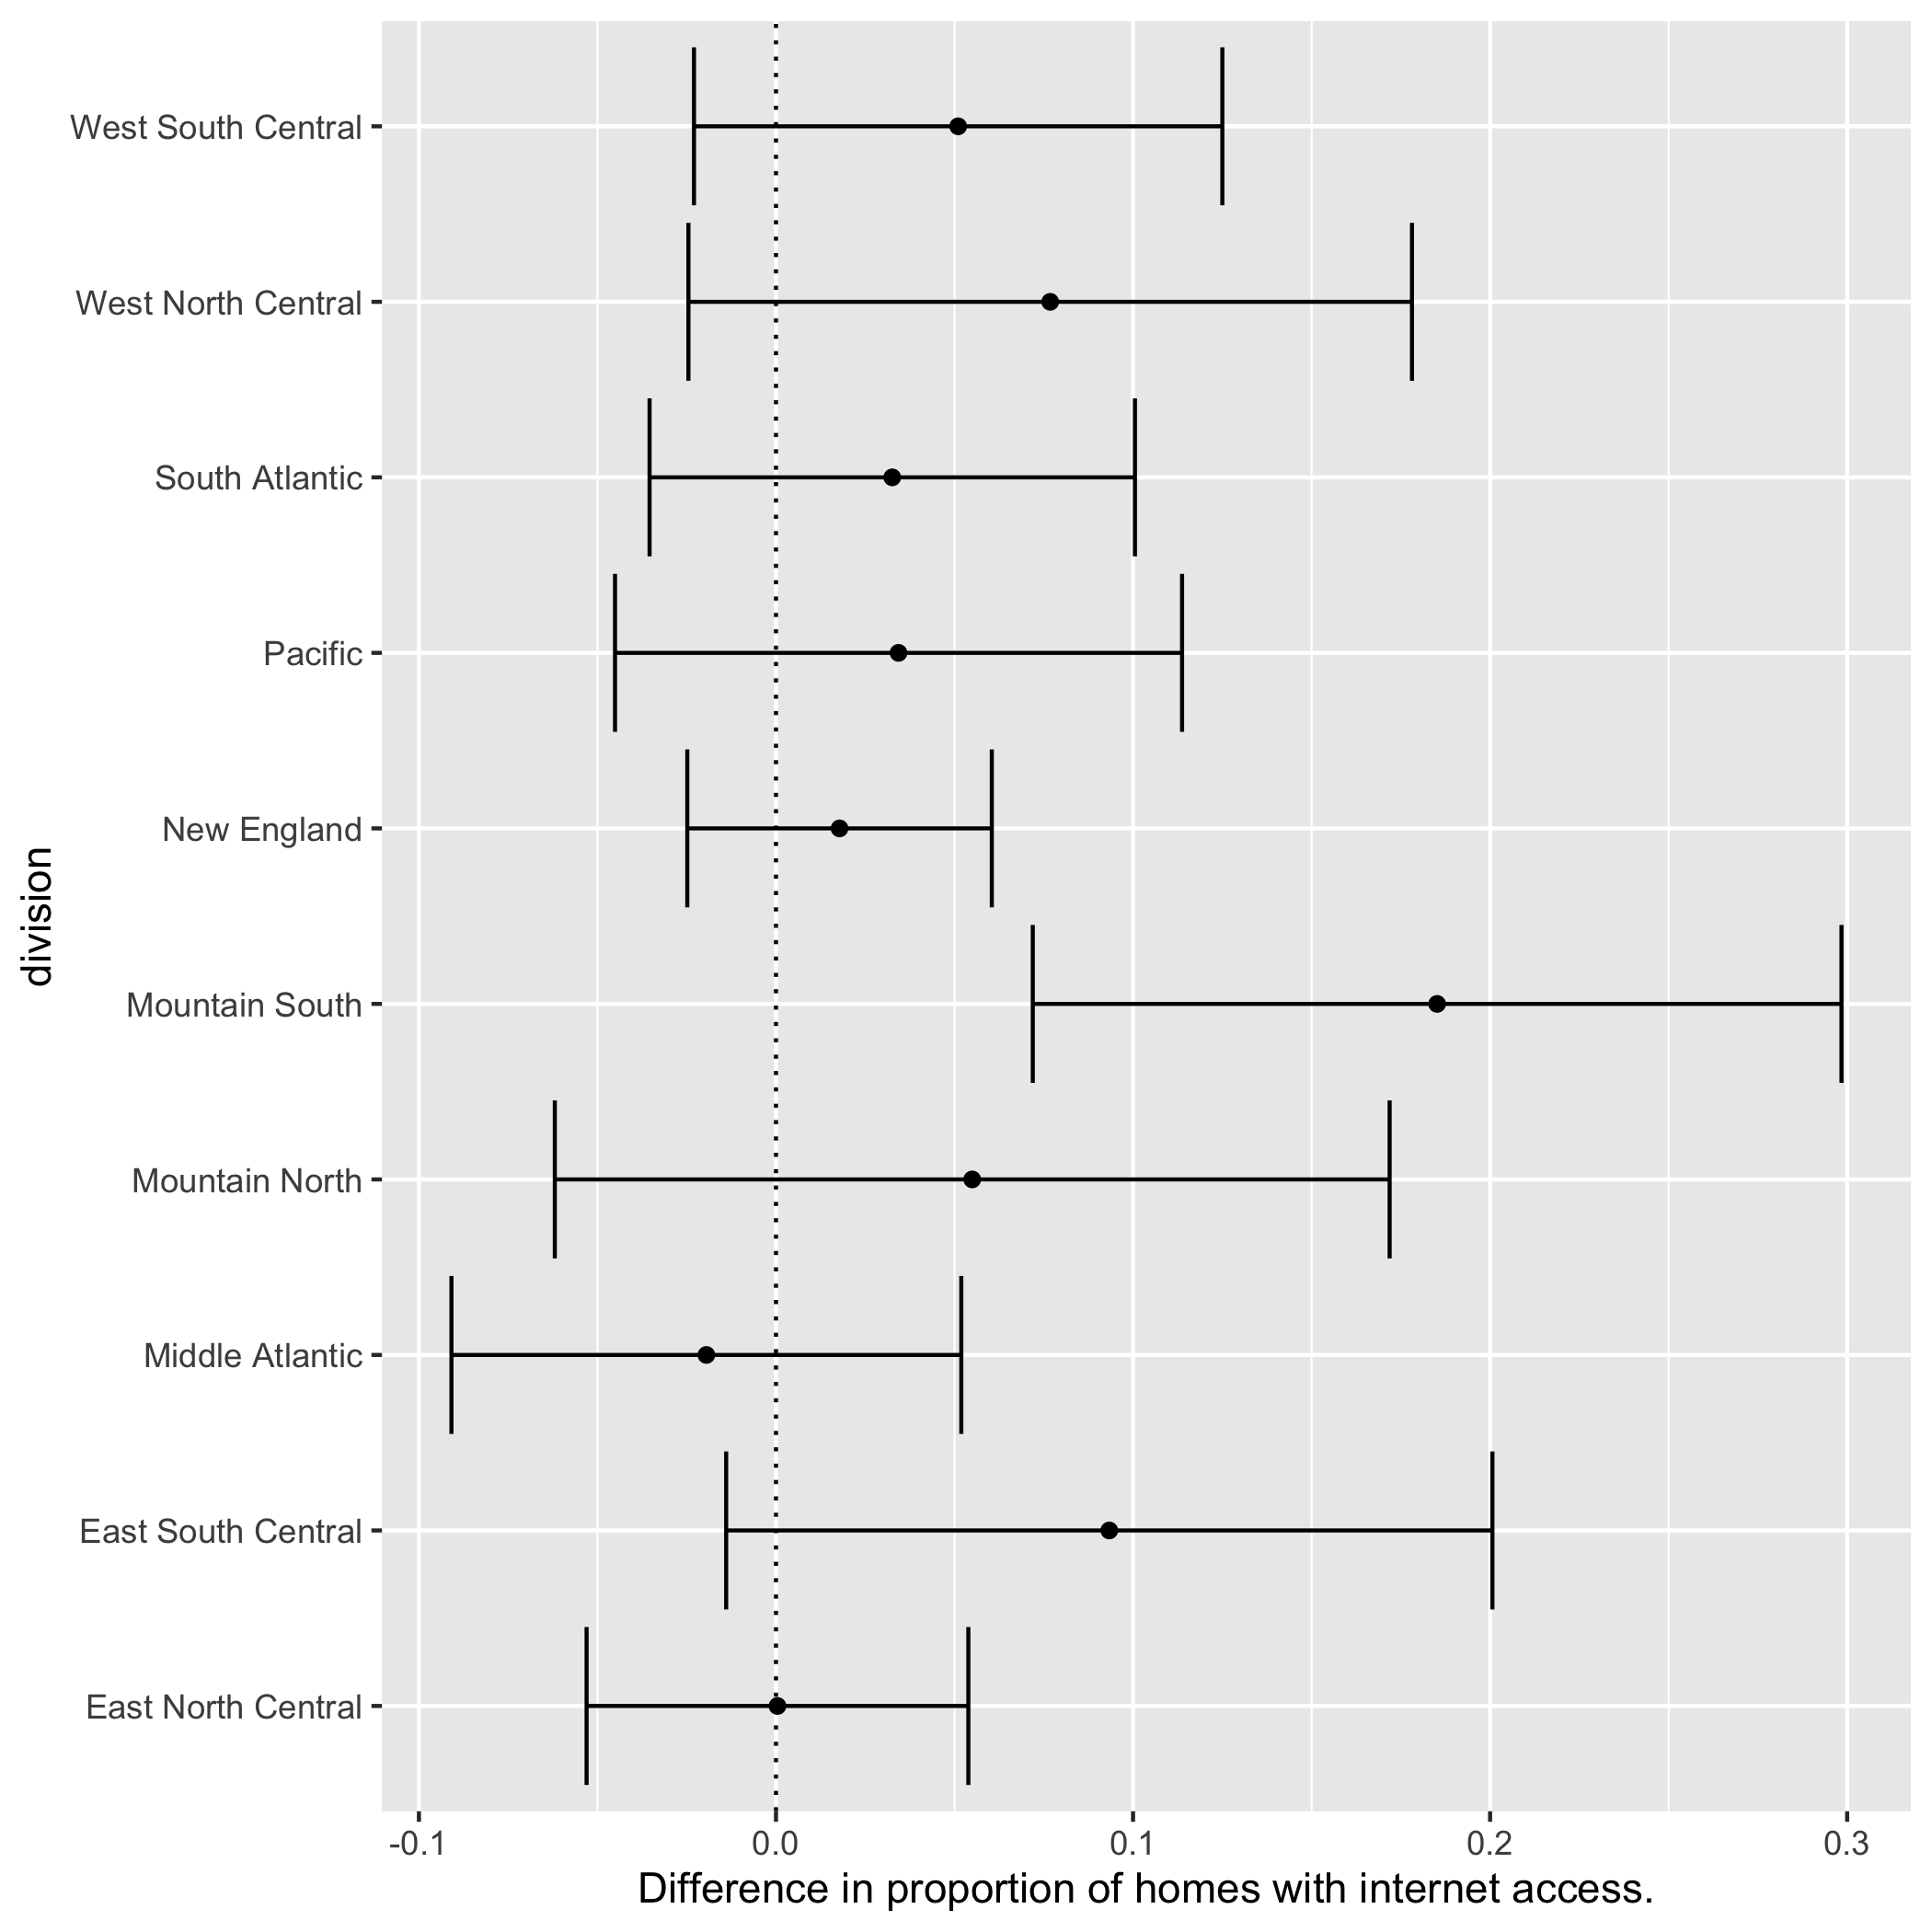 West South Central
West North Central
South Atlantic
Pacific
New England
Mountain South
Mountain North
Middle Atlantic
East South Central
East North Central
division
-0.1 0.0 0.1 0.2 0.3
Difference in proportion of homes with internet access.